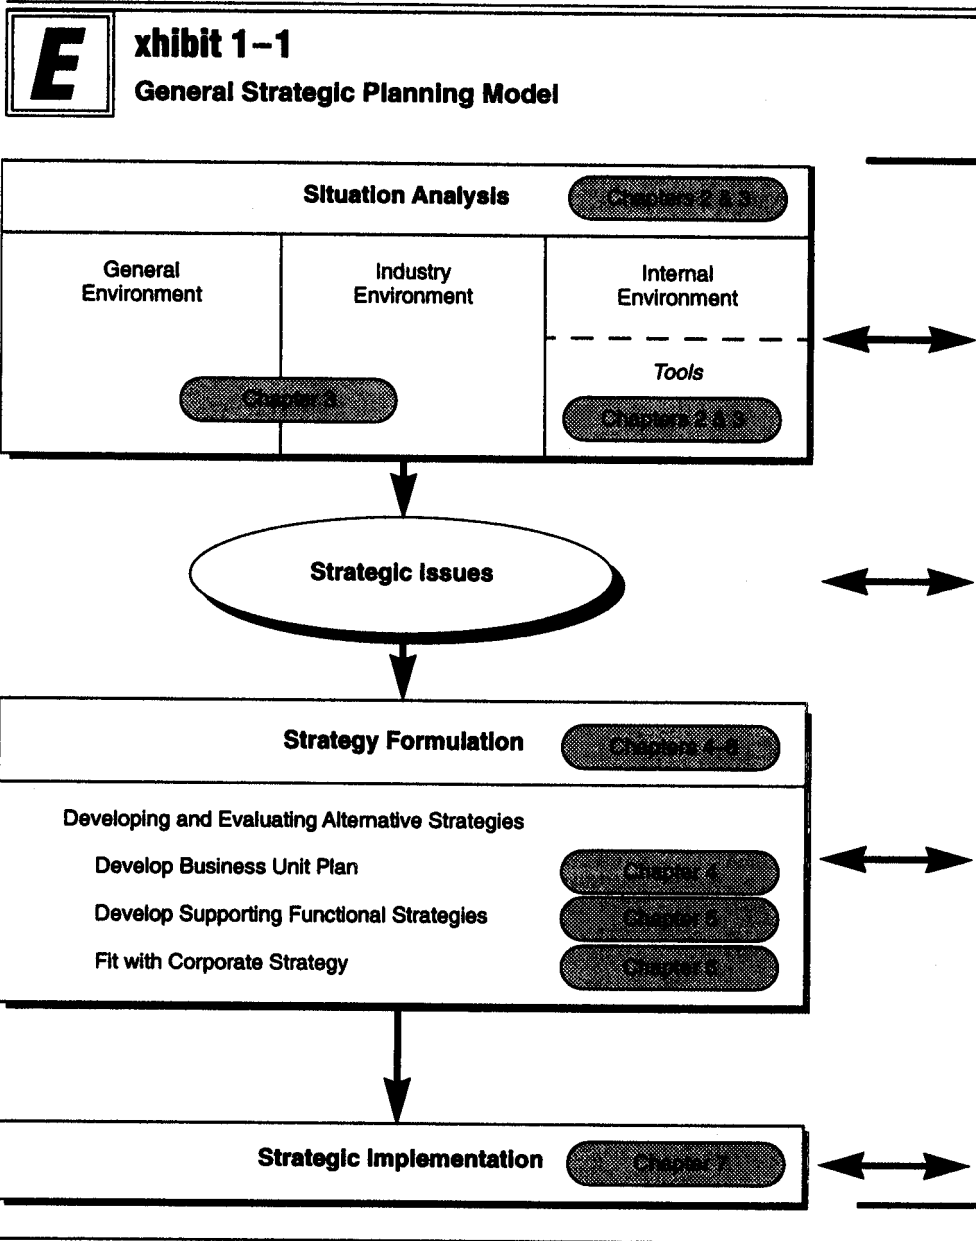 Exhibit 1–1
General Strategic Planning Model
Situation Analysis
Chapters 2 & 3
General
Environment
Industry
Environment
Internal
Environment
Tools
Chapter 3
Chapters 2 & 3
Strategic Issues
Strategy Formulation
Chapters 4–6
Developing and Evaluating Alternative Strategies
Develop Business Unit Plan
Chapter 4
Develop Supporting Functional Strategies
Chapter 5
Fit with Corporate Strategy
Chapter
Strategic Implementation
Chapter 7